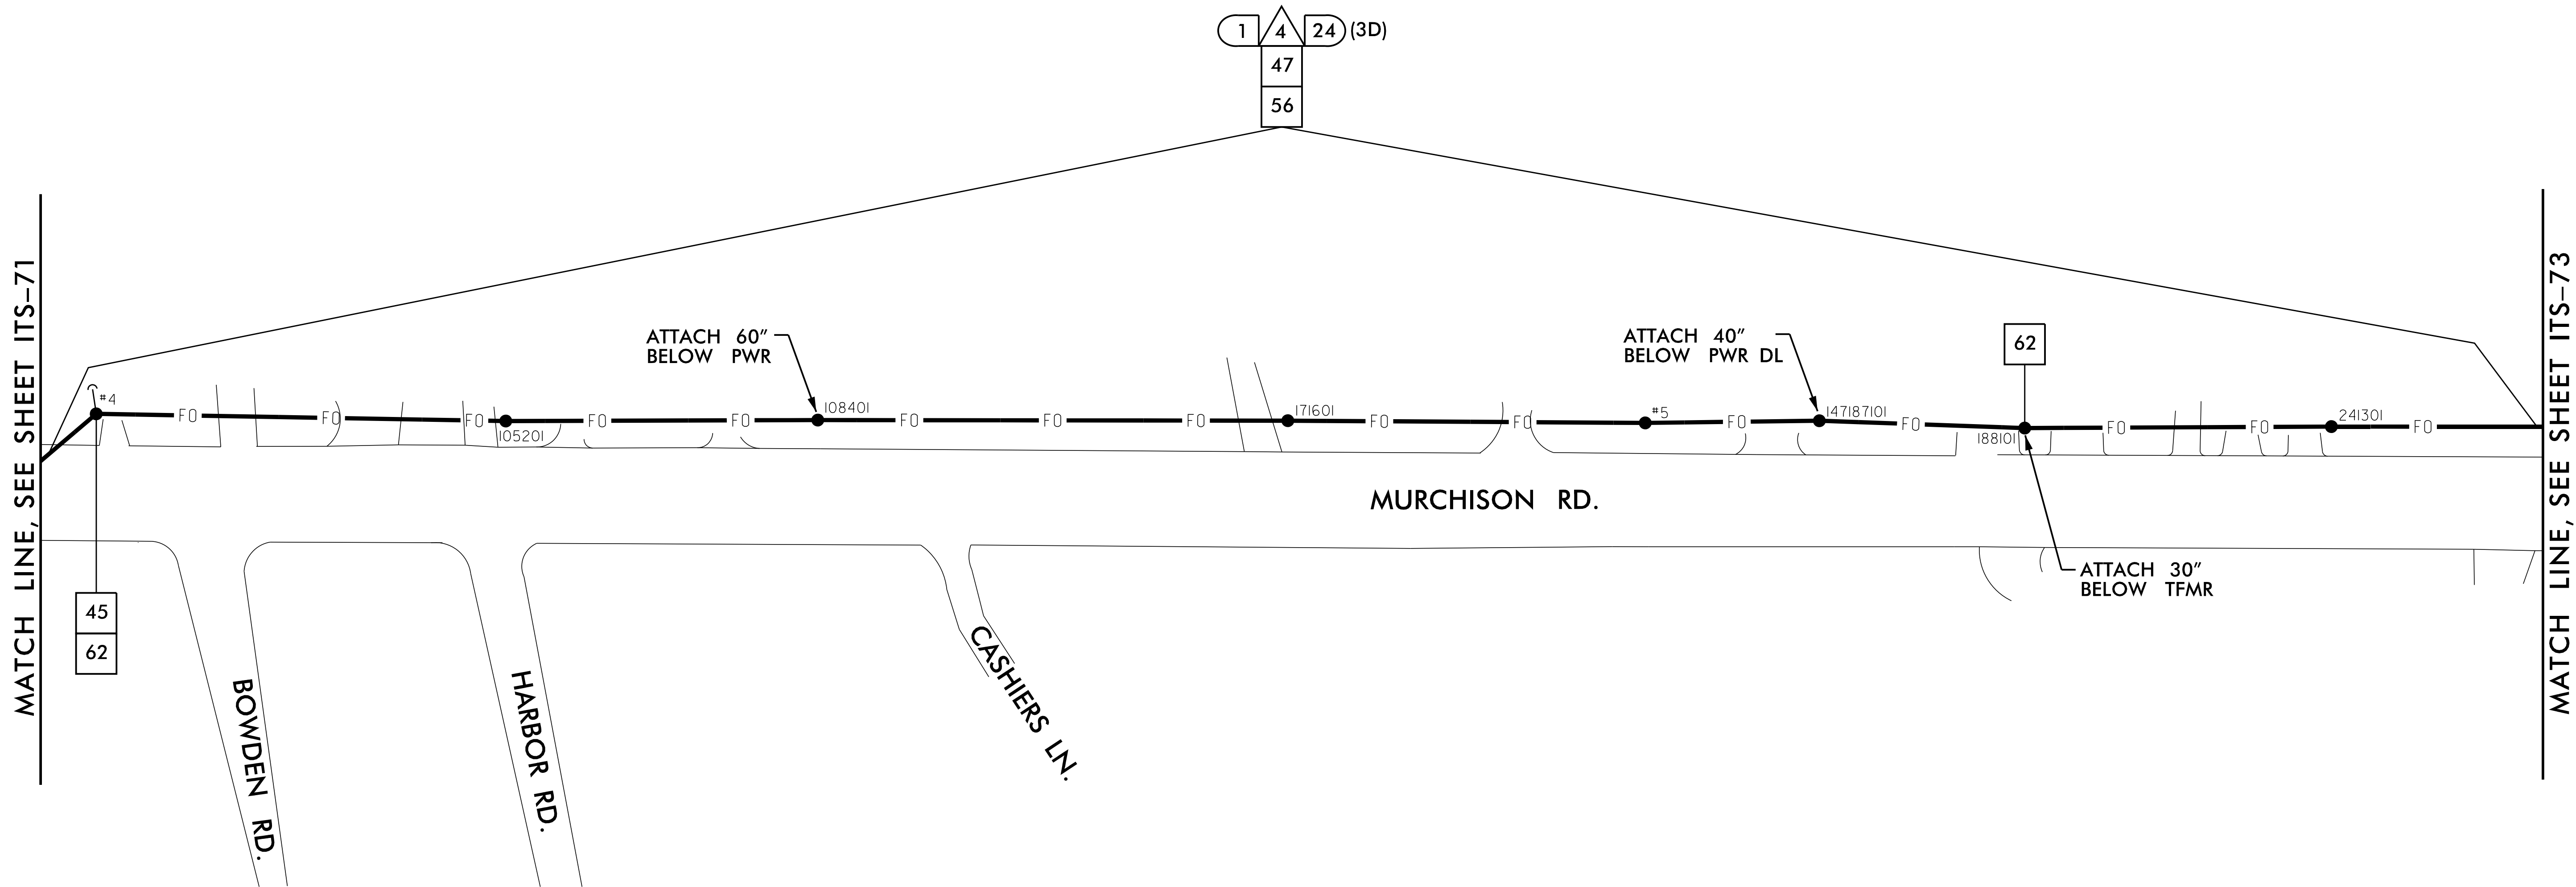 1 4 24 (3D)
47
56
MATCH LINE, SEE SHEET ITS-71
MATCH LINE, SEE SHEET ITS-73
ATTACH 60"
BELOW PWR
ATTACH 40"
BELOW PWR DL
62
#4
FO FO FO FO FO FO FO FO FO FO FO FO FO FO FO
105201
108401
171601
#5
147187101
188101
241301
MURCHISON RD.
ATTACH 30"
BELOW TFMR
45
62
BOWDEN RD.
HARBOR RD.
CASHIERS LN.